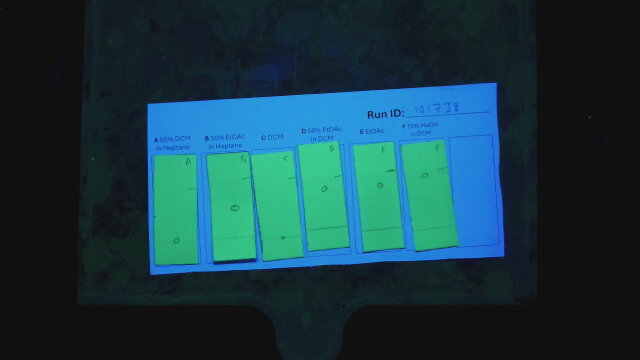 Run ID: 101738
A 50% DCM
in Heptane
B 50% EtOAc
in Heptane
C DCM
D 50% EtOAc
in DCM
E EtOAc
F 10% MeOH
in DCM
A
B
C
D
E
F